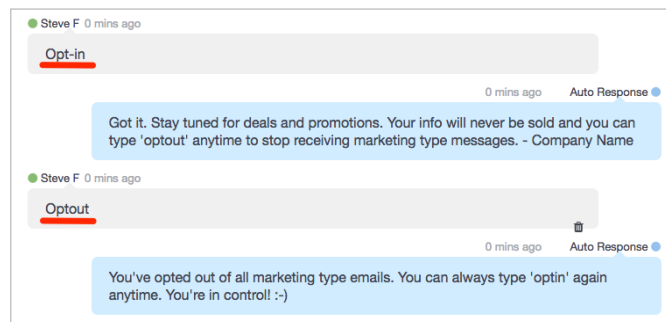 Steve F 0 mins ago
Opt-in
0 mins ago Auto Response
Got it. Stay tuned for deals and promotions. Your info will never be sold and you can
type 'optout' anytime to stop receiving marketing type messages. - Company Name
Steve F 0 mins ago
Optout
0 mins ago Auto Response
You've opted out of all marketing type emails. You can always type 'optin' again
anytime. You're in control! :-)